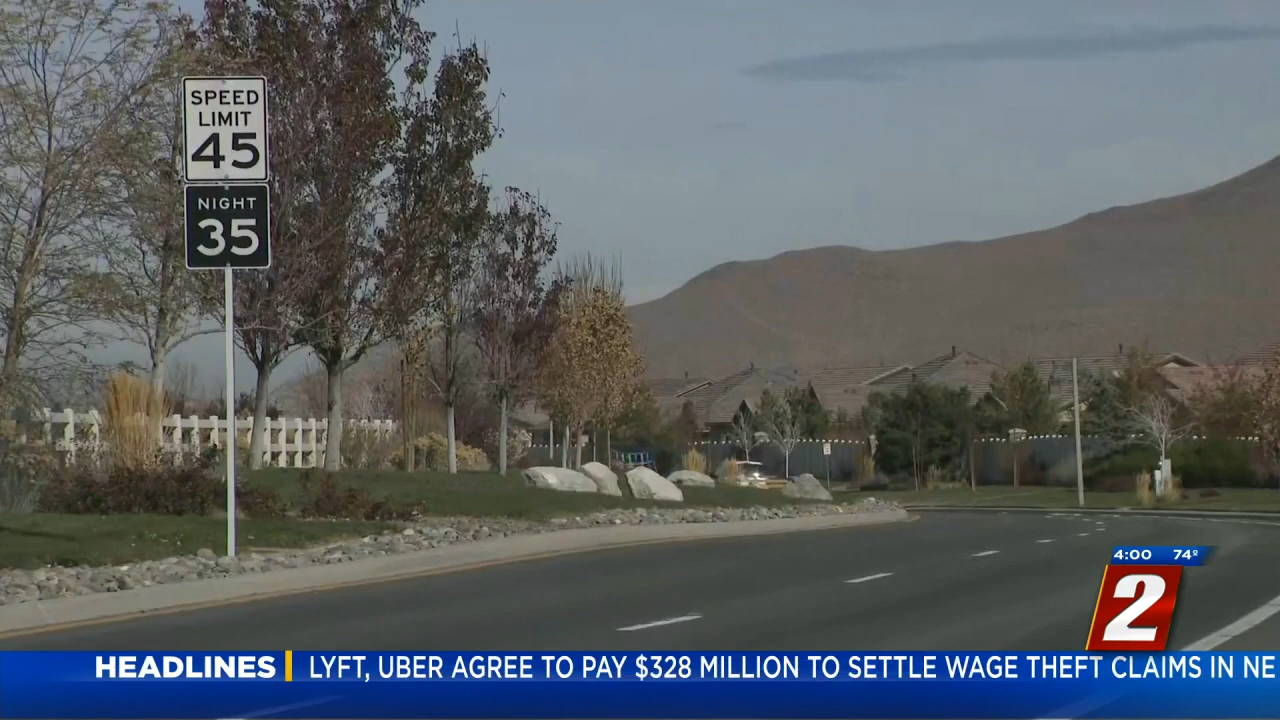 SPEED
LIMIT
45
NIGHT
35
4:00 74º
2
HEADLINES LYFT, UBER AGREE TO PAY $328 MILLION TO SETTLE WAGE THEFT CLAIMS IN NE